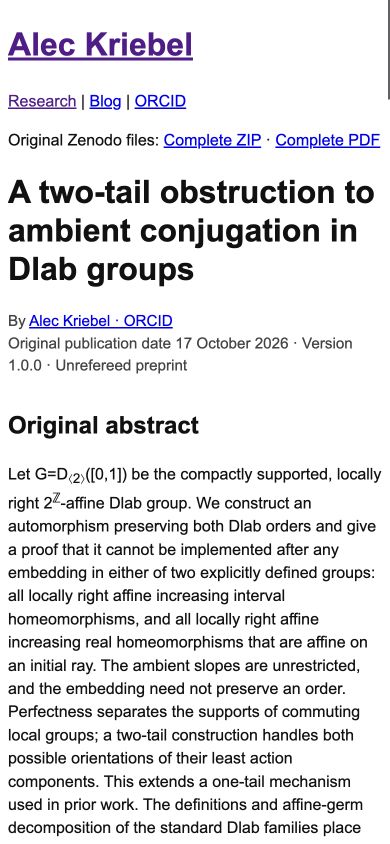 Alec Kriebel
Research | Blog | ORCID
Original Zenodo files: Complete ZIP · Complete PDF
A two-tail obstruction to
ambient conjugation in
Dlab groups
By Alec Kriebel · ORCID
Original publication date 17 October 2026 · Version
1.0.0 · Unrefereed preprint
Original abstract
Let G=D⟨2⟩([0,1]) be the compactly supported, locally
right 2^ℤ-affine Dlab group. We construct an
automorphism preserving both Dlab orders and give
a proof that it cannot be implemented after any
embedding in either of two explicitly defined groups:
all locally right affine increasing interval
homeomorphisms, and all locally right affine
increasing real homeomorphisms that are affine on
an initial ray. The ambient slopes are unrestricted,
and the embedding need not preserve an order.
Perfectness separates the supports of commuting
local groups; a two-tail construction handles both
possible orientations of their least action
components. This extends a one-tail mechanism
used in prior work. The definitions and affine-germ
decomposition of the standard Dlab families place